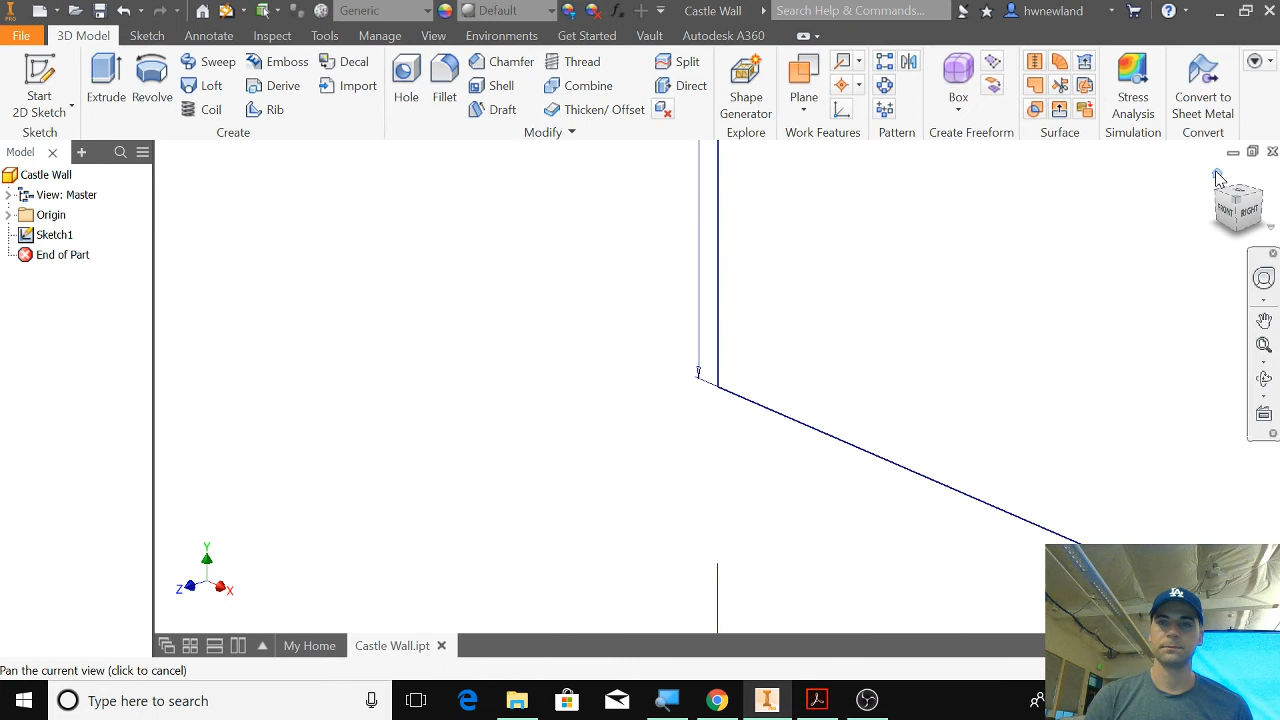 PRO
Generic
Default
fx
Castle Wall
Search Help & Commands...
hwnewland
File
3D Model
Sketch
Annotate
Inspect
Tools
Manage
View
Environments
Get Started
Vault
Autodesk A360
Start
2D Sketch
Sketch
Extrude
Revolve
Sweep
Loft
Coil
Emboss
Derive
Rib
Decal
Import
Create
Hole
Fillet
Chamfer
Shell
Draft
Thread
Combine
Thicken/ Offset
Split
Direct
Modify
Shape
Generator
Explore
Plane
Work Features
Pattern
Box
Create Freeform
Surface
Stress
Analysis
Simulation
Convert to
Sheet Metal
Convert
Model
Castle Wall
View: Master
Origin
Sketch1
End of Part
FRONT
RIGHT
Y
Z
X
My Home
Castle Wall.ipt
Pan the current view (click to cancel)
Type here to search
LA